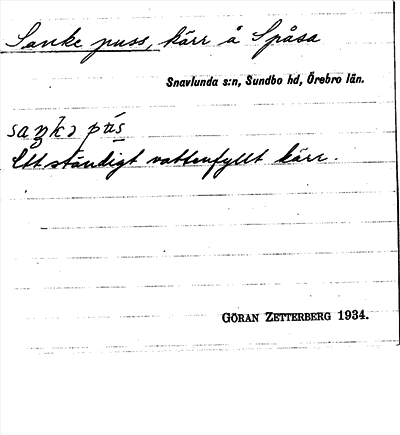 Sanke puss, kärr å Spåsa
Snavlunda s:n, Sundbo hd, Örebro län.
Ett ständigt vattenfyllt kärr.
GÖRAN ZETTERBERG 1934.